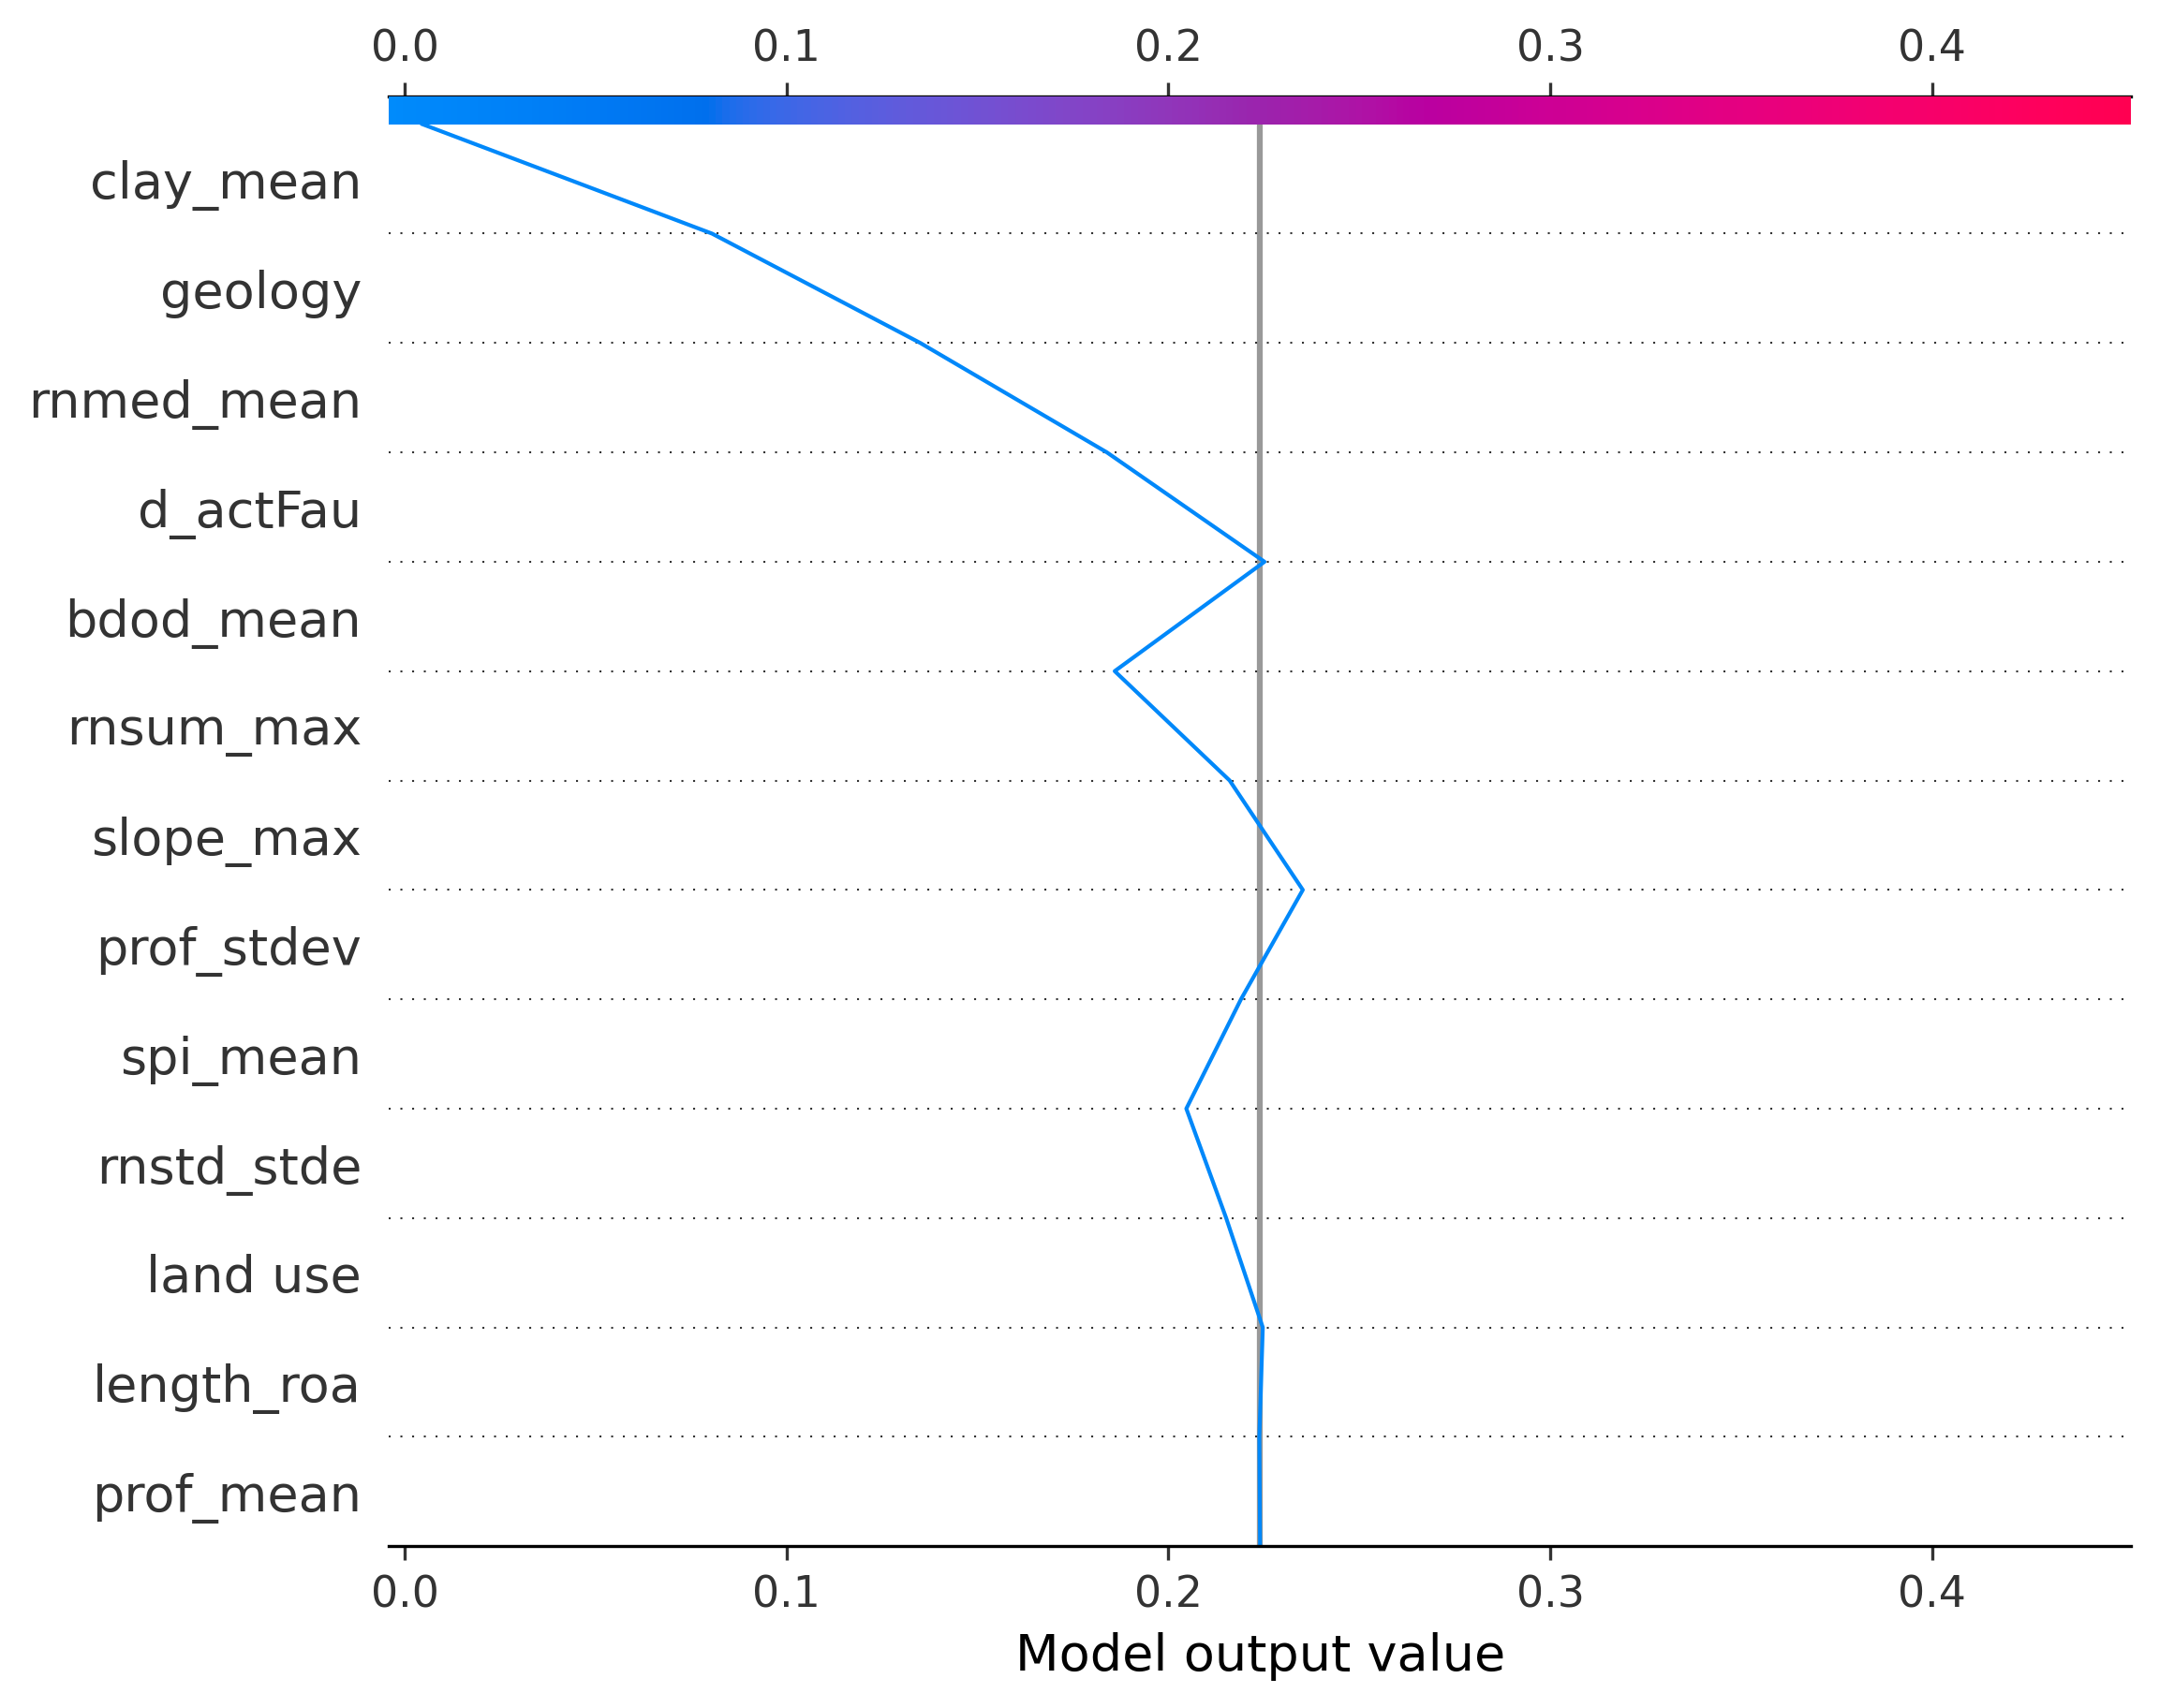 0.0 0.1 0.2 0.3 0.4
clay_mean
geology
rnmed_mean
d_actFau
bdod_mean
rnsum_max
slope_max
prof_stdev
spi_mean
rnstd_stde
land use
length_roa
prof_mean
0.0 0.1 0.2 0.3 0.4
Model output value